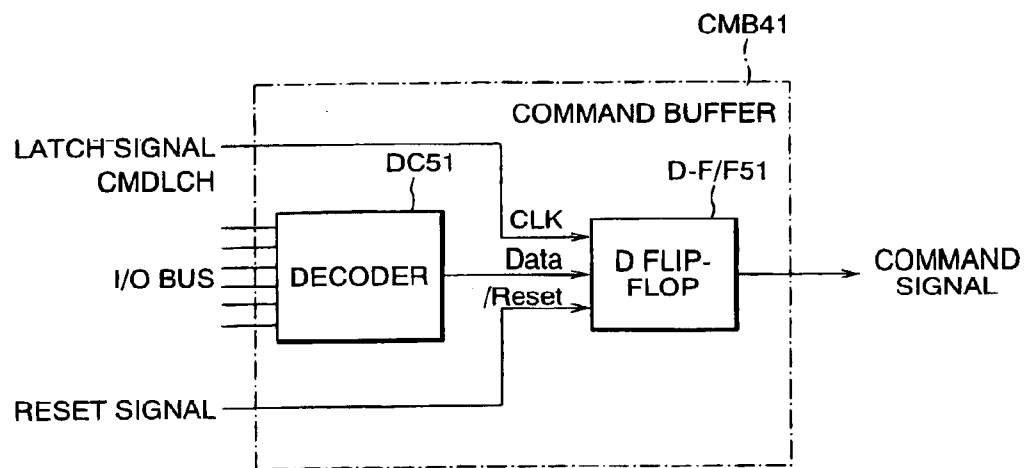 CMB41
COMMAND BUFFER
LATCH SIGNAL
CMDLCH
DC51
D-F/F51
CLK
I/O BUS
DECODER
Data
D FLIP-
FLOP
COMMAND
SIGNAL
/Reset
RESET SIGNAL